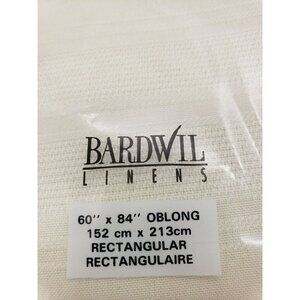 BARDWIL
LINENS
60" x 84" OBLONG
152 cm x 213cm
RECTANGULAR
RECTANGULAIRE